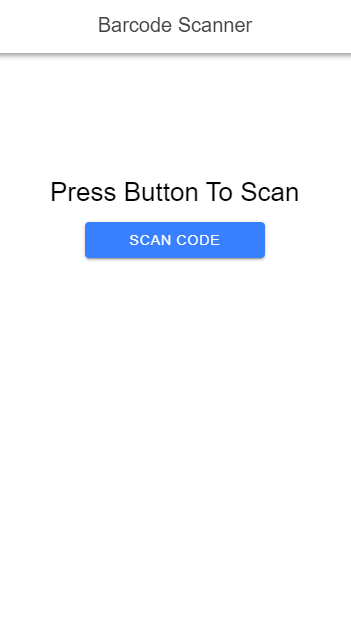 Barcode Scanner
Press Button To Scan
SCAN CODE